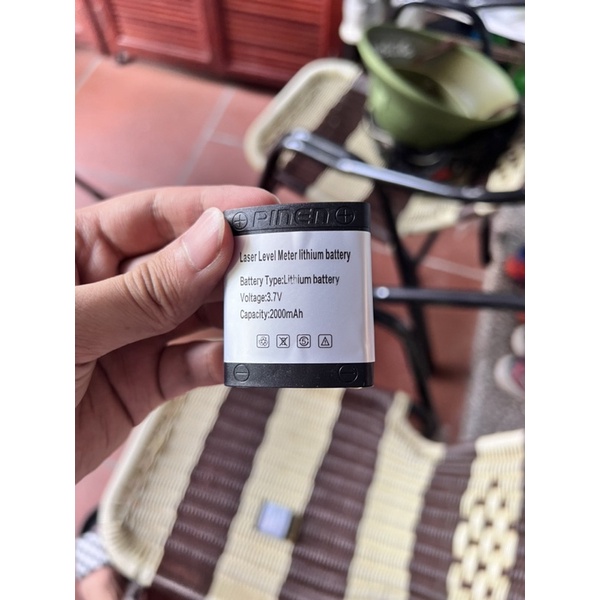 PINEN
Laser Level Meter lithium battery
Battery Type:Lithium battery
Voltage:3.7V
Capacity:2000mAh